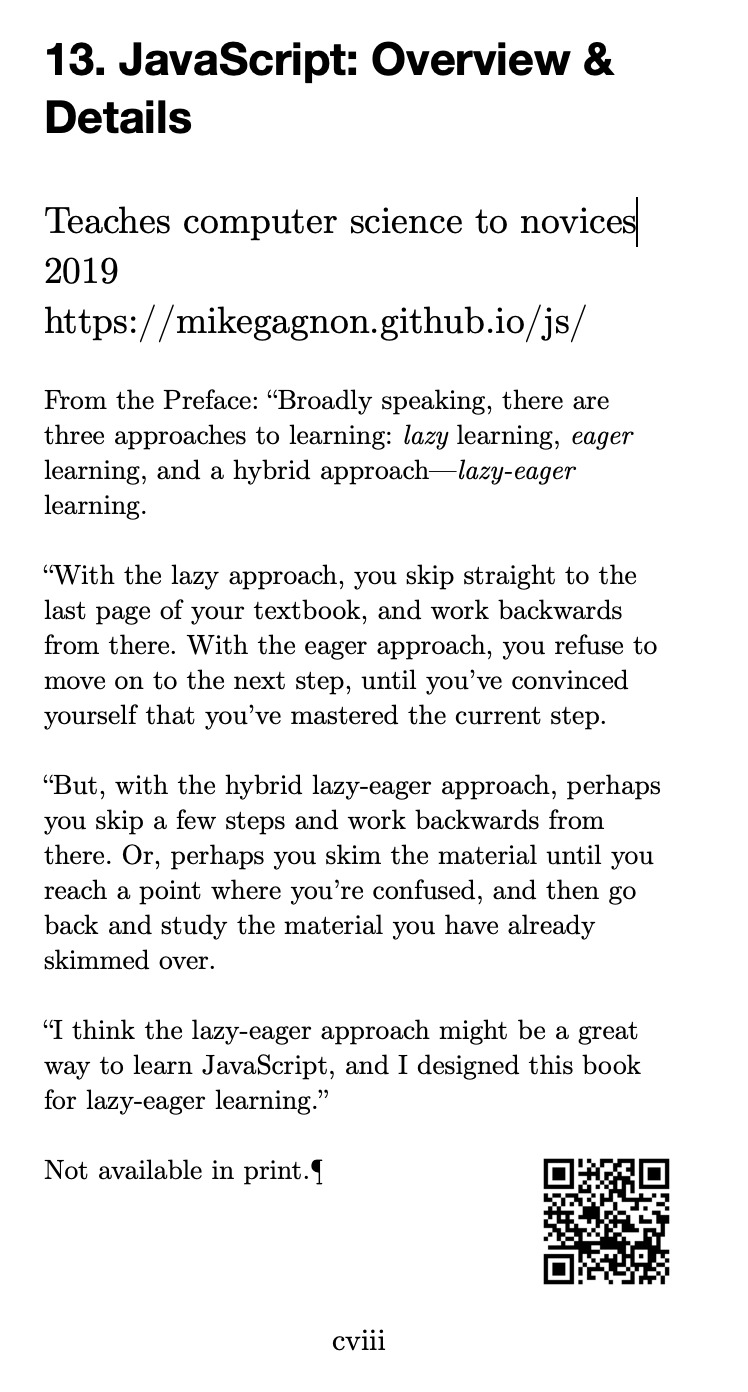 13. JavaScript: Overview &
Details
Teaches computer science to novices
2019
https://mikegagnon.github.io/js/
From the Preface: “Broadly speaking, there are
three approaches to learning: lazy learning, eager
learning, and a hybrid approach—lazy-eager
learning.
“With the lazy approach, you skip straight to the
last page of your textbook, and work backwards
from there. With the eager approach, you refuse to
move on to the next step, until you’ve convinced
yourself that you’ve mastered the current step.
“But, with the hybrid lazy-eager approach, perhaps
you skip a few steps and work backwards from
there. Or, perhaps you skim the material until you
reach a point where you’re confused, and then go
back and study the material you have already
skimmed over.
“I think the lazy-eager approach might be a great
way to learn JavaScript, and I designed this book
for lazy-eager learning.”
Not available in print.¶
cviii